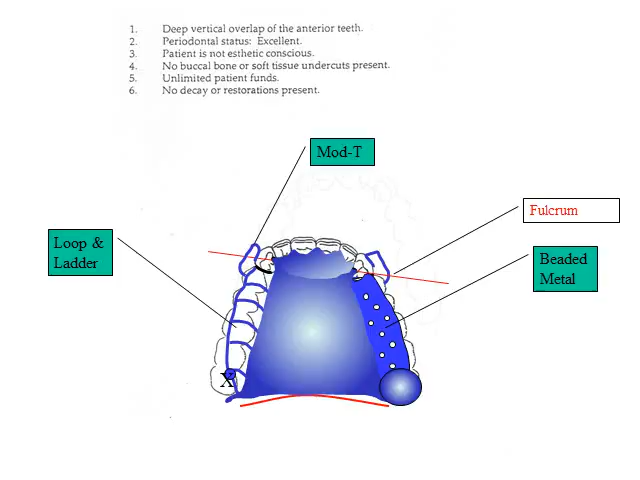 1. Deep vertical overlap of the anterior teeth.
2. Periodontal status: Excellent.
3. Patient is not esthetic conscious.
4. No buccal bone or soft tissue undercuts present.
5. Unlimited patient funds.
6. No decay or restorations present.
Mod-T
Fulcrum
Loop &
Ladder
Beaded
Metal
X